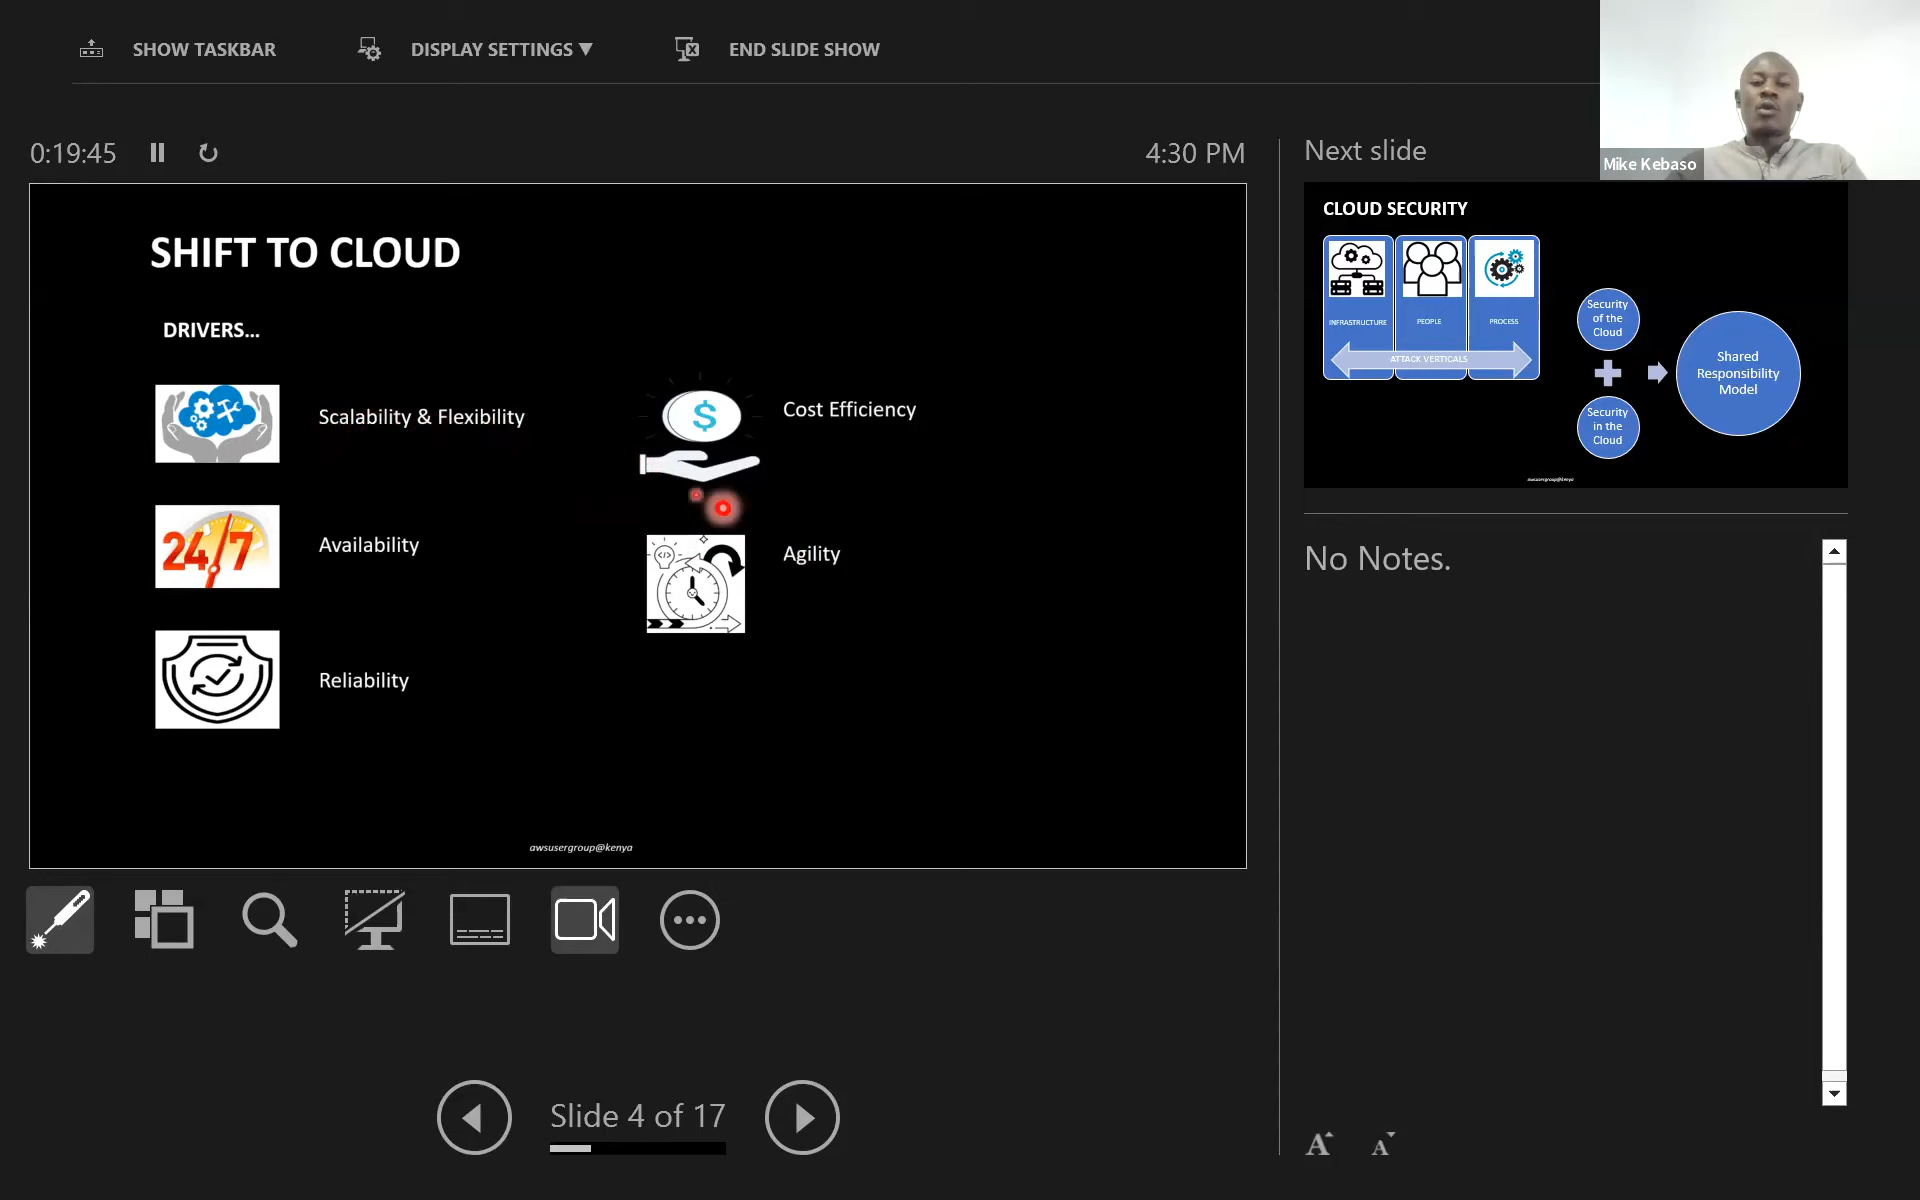 SHOW TASKBAR
DISPLAY SETTINGS ▼
END SLIDE SHOW
Mike Kebaso
0:19:45
4:30 PM
SHIFT TO CLOUD
DRIVERS...
Scalability & Flexibility
24/7
Availability
Reliability
$
Cost Efficiency
Agility
awsusergroup@kenya
Next slide
CLOUD SECURITY
INFRASTRUCTURE
PEOPLE
PROCESS
ATTACK VERTICALS
Security
of the
Cloud
Security
in the
Cloud
Shared
Responsibility
Model
awsusergroup@kenya
No Notes.
Slide 4 of 17
A A